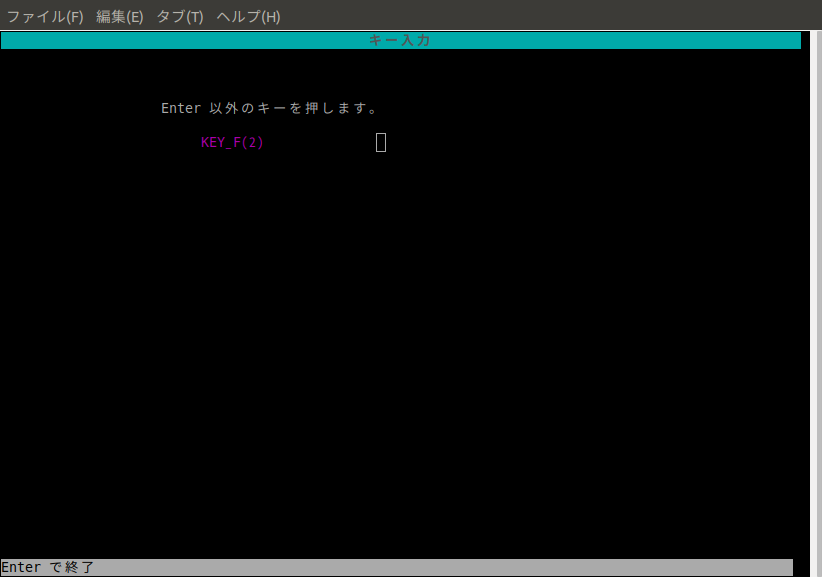 ファイル(F) 編集(E) タブ(T) ヘルプ(H)
キー入力
Enter 以外のキーを押します。
KEY_F(2)
Enter で終了